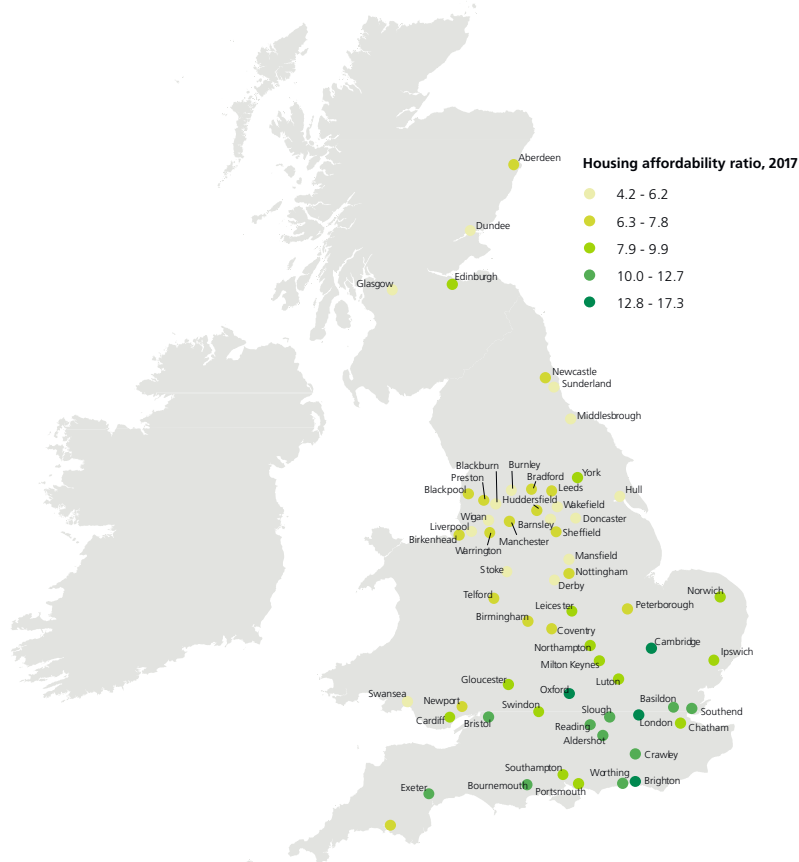 Aberdeen
Housing affordability ratio, 2017
4.2 - 6.2
6.3 - 7.8
7.9 - 9.9
10.0 - 12.7
12.8 - 17.3
Dundee
Edinburgh
Glasgow
Newcastle
Sunderland
Middlesbrough
Blackburn
Burnley
Preston
Bradford
York
Blackpool
Leeds
Hull
Huddersfield
Wakefield
Wigan
Doncaster
Liverpool
Barnsley
Sheffield
Birkenhead
Manchester
Warrington
Mansfield
Stoke
Nottingham
Derby
Telford
Leicester
Peterborough
Norwich
Birmingham
Coventry
Northampton
Cambridge
Milton Keynes
Ipswich
Gloucester
Luton
Oxford
Swansea
Newport
Swindon
Slough
Basildon
Southend
Cardiff
Bristol
Reading
London
Chatham
Aldershot
Crawley
Southampton
Worthing
Brighton
Exeter
Bournemouth
Portsmouth